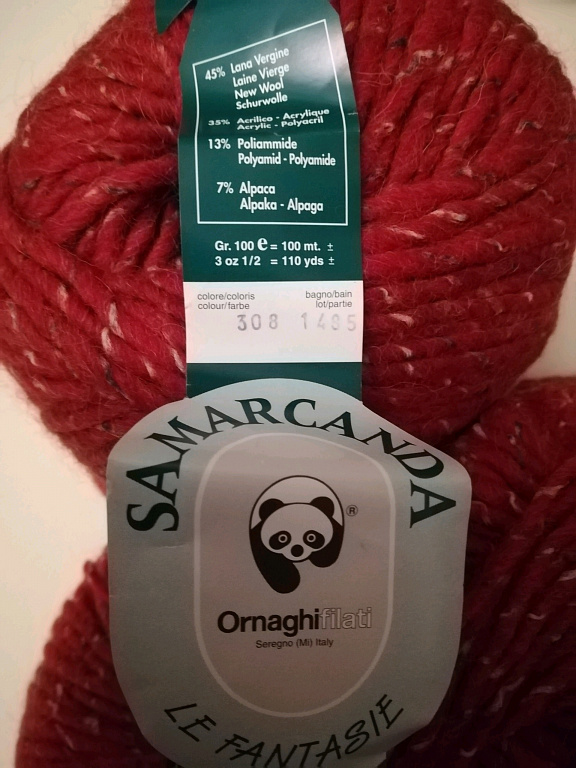 45% Lana Vergine
Laine Vierge
New Wool
Schurwolle
35% Acrilico - Acrylique
Acrylic - Polyacril
13% Poliammide
Polyamid - Polyamide
7% Alpaca
Alpaka - Alpaga
Gr. 100 e = 100 mt. ±
3 oz 1/2 = 110 yds ±
colore/coloris bagno/bain
colour/farbe lot/partie
308 1495
SAMARCANDA
®
Ornaghifilati
Seregno (Mi) Italy
LE FANTASIE